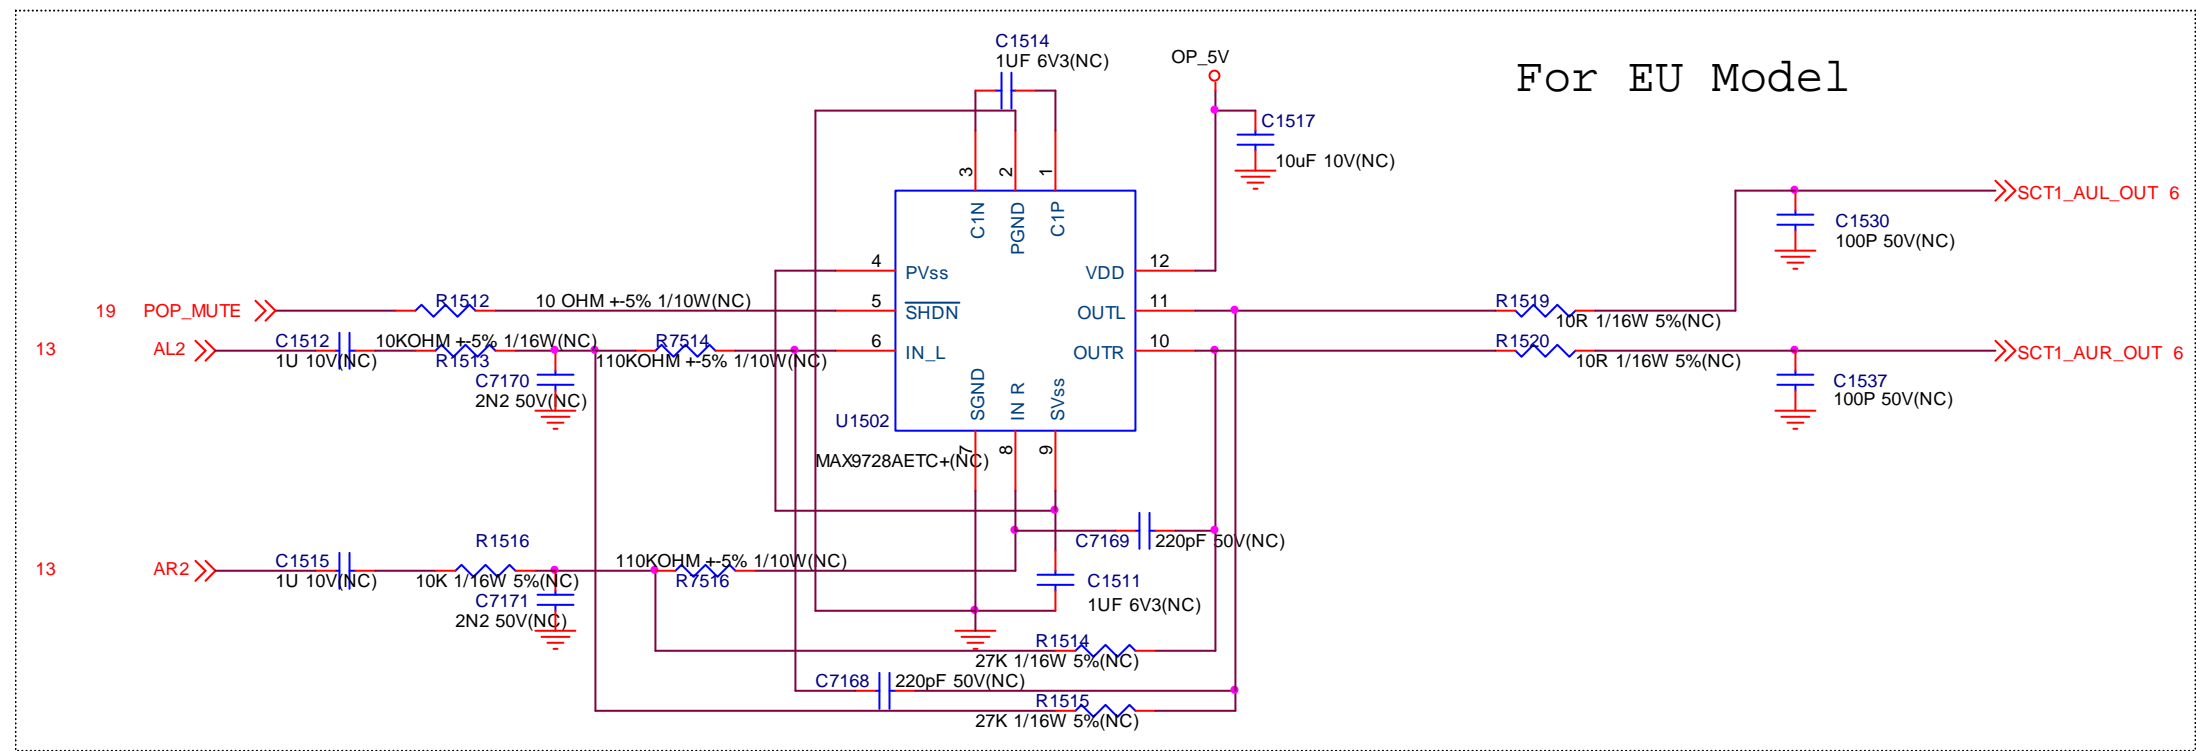 C1514
1UF 6V3(NC)
OP_5V
For EU Model
C1517
10uF 10V(NC)
3
2
1
C1N
PGND
C1P
SCT1_AUL_OUT 6
C1530
100P 50V(NC)
4
PVss
VDD
12
19 POP_MUTE
R1512
10 OHM +-5% 1/10W(NC)
5
SHDN
OUTL
11
R1519
10R 1/16W 5%(NC)
13
AL2
C1512
1U 10V(NC)
10KOHM +-5% 1/16W(NC)
R1513
R7514
110KOHM +-5% 1/10W(NC)
6
IN_L
OUTR
10
R1520
10R 1/16W 5%(NC)
SCT1_AUR_OUT 6
C7170
2N2 50V(NC)
C1537
100P 50V(NC)
SGND
IN R
SVss
U1502
7
8
9
MAX9728AETC+(NC)
C7169
220pF 50V(NC)
13
AR2
C1515
1U 10V(NC)
R1516
10K 1/16W 5%(NC)
110KOHM +-5% 1/10W(NC)
R7516
C7171
2N2 50V(NC)
C1511
1UF 6V3(NC)
R1514
27K 1/16W 5%(NC)
C7168
220pF 50V(NC)
R1515
27K 1/16W 5%(NC)